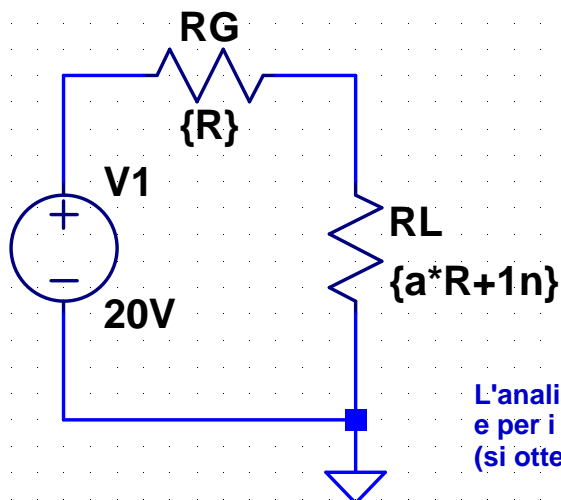 RG
{R}
V1
+
−
20V
RL
{a*R+1n}
L'anali
e per i
(si otte